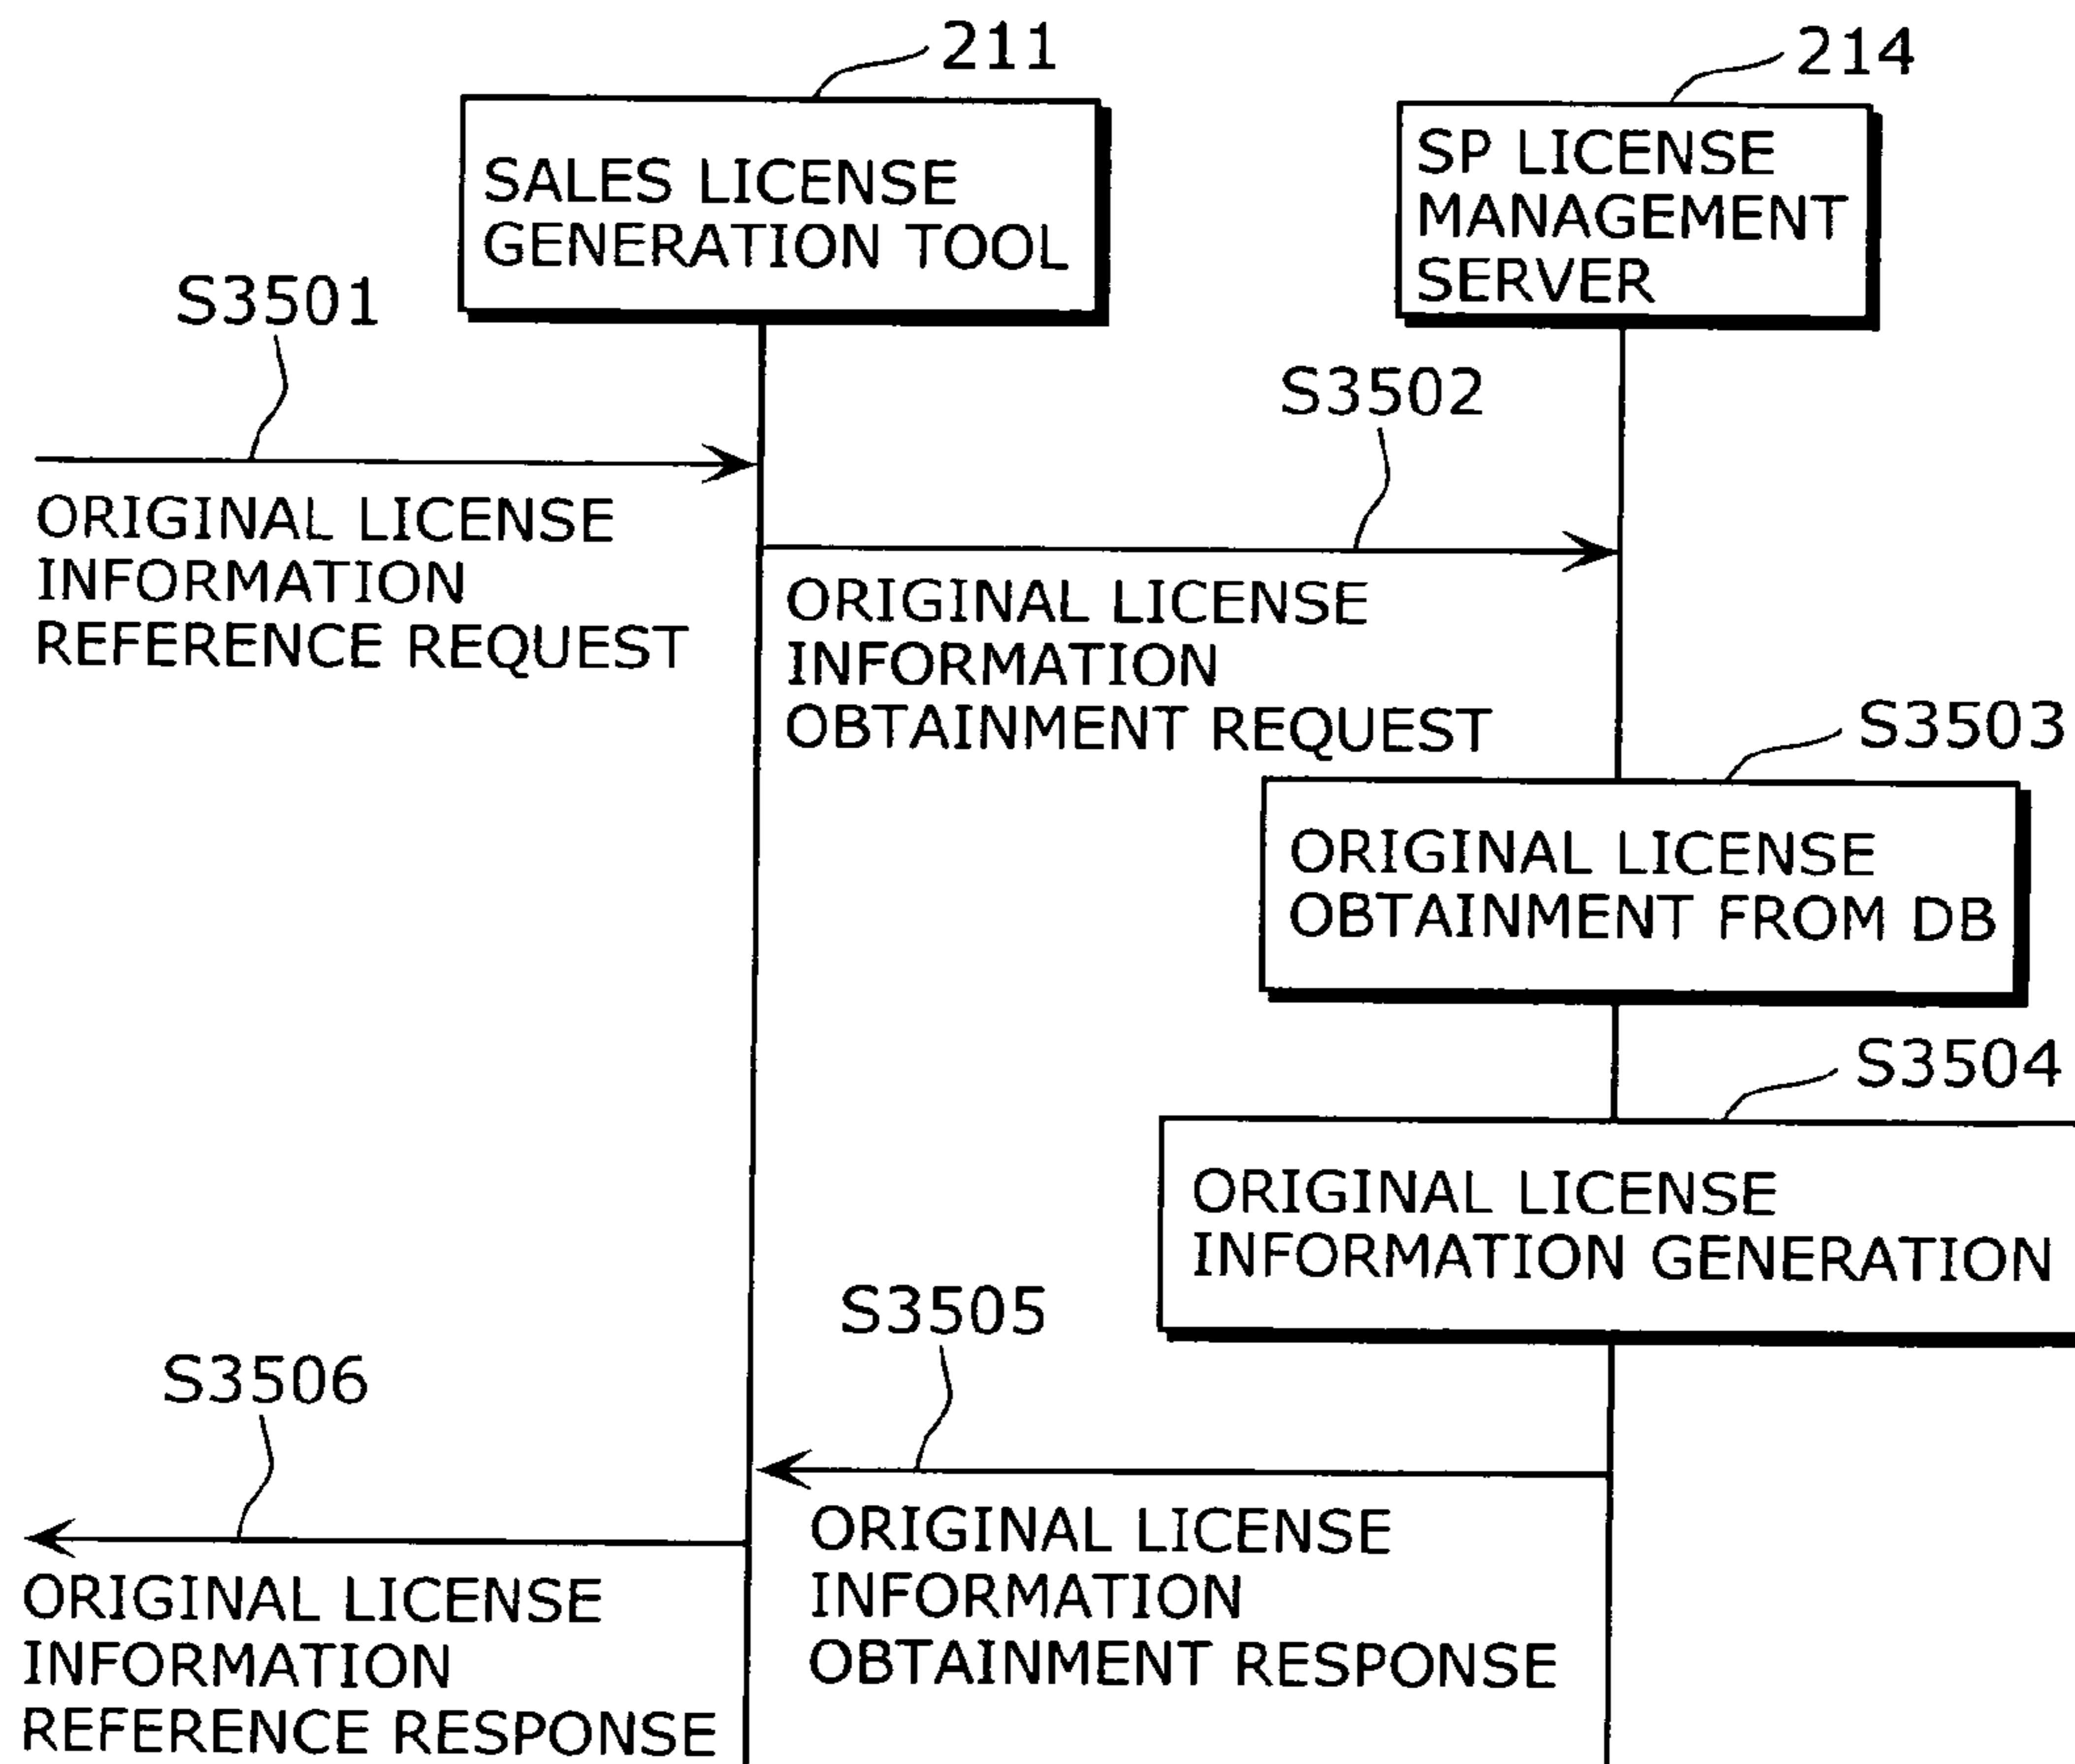 211
214
SALES LICENSE
GENERATION TOOL
SP LICENSE
MANAGEMENT
SERVER
S3501
S3502
ORIGINAL LICENSE
INFORMATION
REFERENCE REQUEST
ORIGINAL LICENSE
INFORMATION
OBTAINMENT REQUEST
S3503
ORIGINAL LICENSE
OBTAINMENT FROM DB
S3504
ORIGINAL LICENSE
INFORMATION GENERATION
S3505
S3506
ORIGINAL LICENSE
INFORMATION
OBTAINMENT RESPONSE
ORIGINAL LICENSE
INFORMATION
REFERENCE RESPONSE